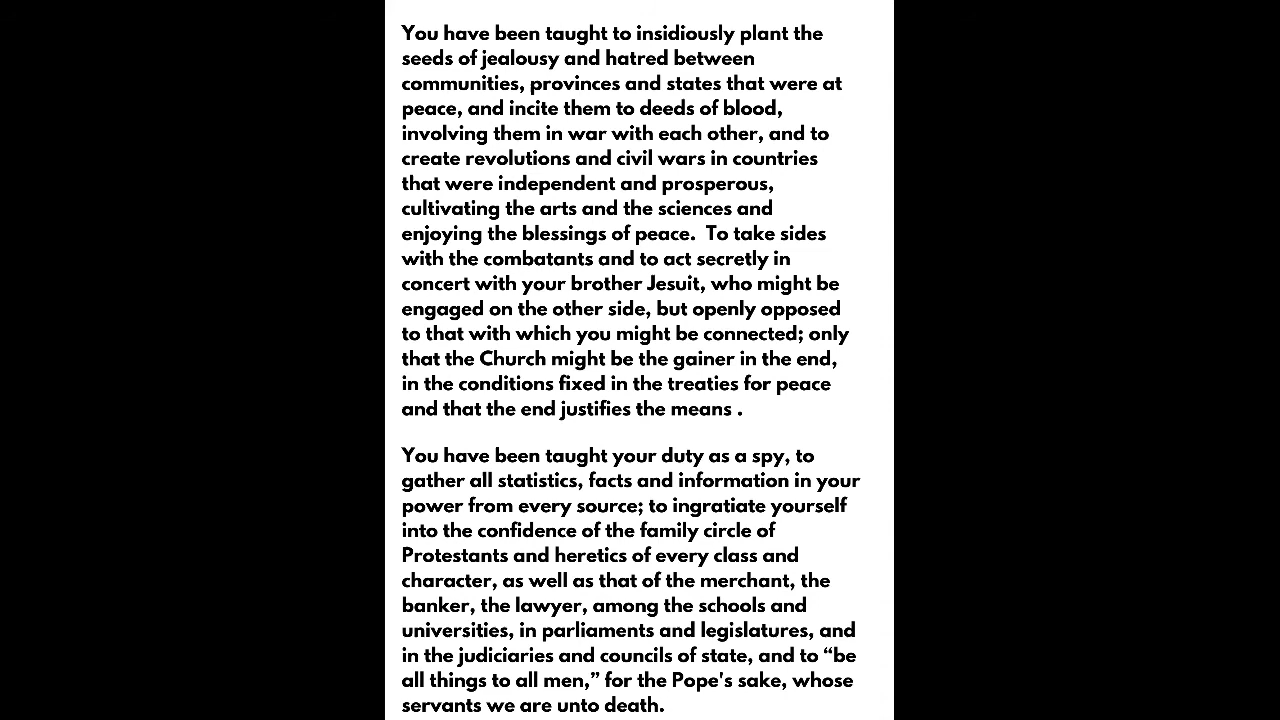 You have been taught to insidiously plant the
seeds of jealousy and hatred between
communities, provinces and states that were at
peace, and incite them to deeds of blood,
involving them in war with each other, and to
create revolutions and civil wars in countries
that were independent and prosperous,
cultivating the arts and the sciences and
enjoying the blessings of peace.  To take sides
with the combatants and to act secretly in
concert with your brother Jesuit, who might be
engaged on the other side, but openly opposed
to that with which you might be connected; only
that the Church might be the gainer in the end,
in the conditions fixed in the treaties for peace
and that the end justifies the means .
You have been taught your duty as a spy, to
gather all statistics, facts and information in your
power from every source; to ingratiate yourself
into the confidence of the family circle of
Protestants and heretics of every class and
character, as well as that of the merchant, the
banker, the lawyer, among the schools and
universities, in parliaments and legislatures, and
in the judiciaries and councils of state, and to “be
all things to all men,” for the Pope's sake, whose
servants we are unto death.